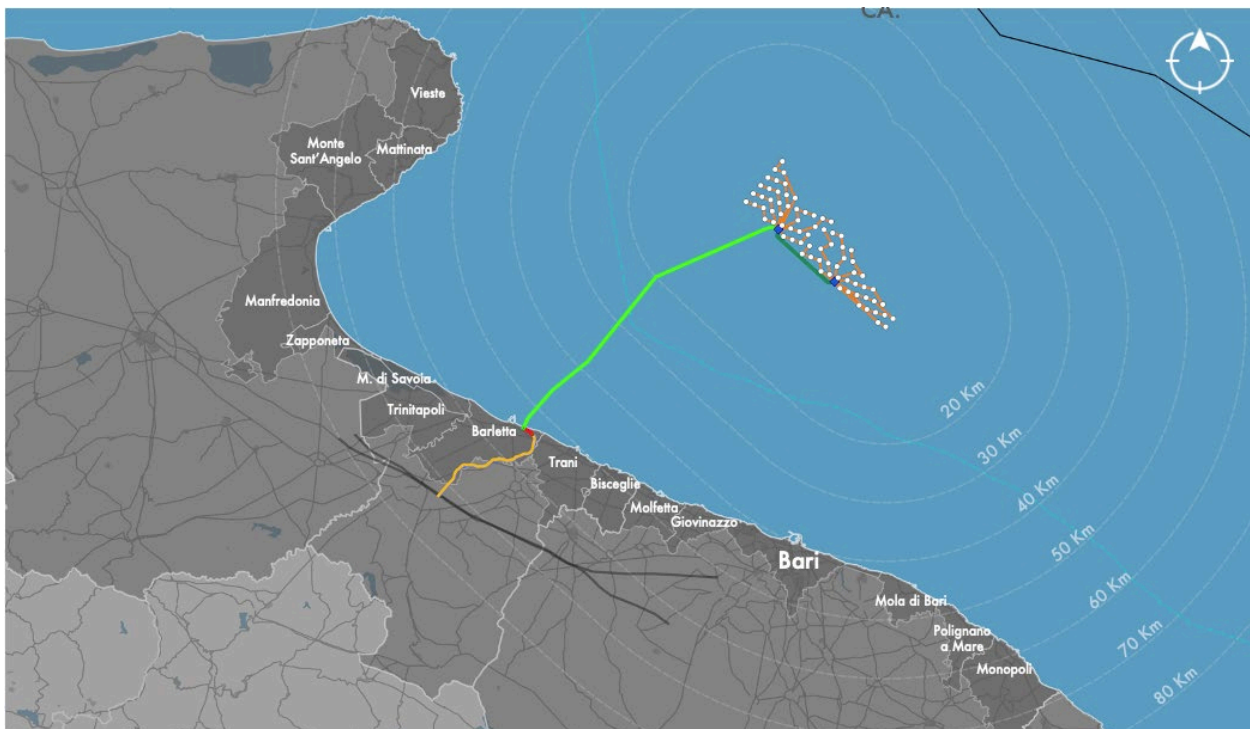 CA.
Vieste
Monte
Sant'Angelo
Mattinata
Manfredonia
Zapponeta
M. di Savoia
Trinitapoli
Barletta
Trani
Bisceglie
Molfetta
Giovinazzo
Bari
Mola di Bari
Polignano
a Mare
Monopoli
20 Km
30 Km
40 Km
50 Km
60 Km
70 Km
80 Km